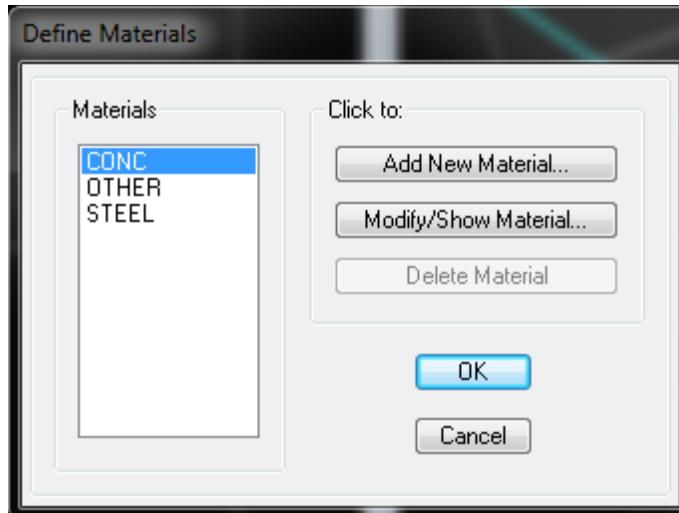 Define Materials
Materials
CONC
OTHER
STEEL
Click to:
Add New Material...
Modify/Show Material...
Delete Material
OK
Cancel